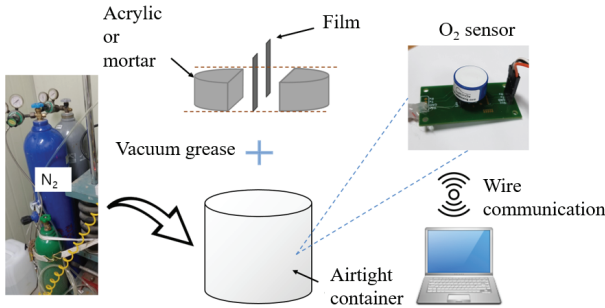 Acrylic
or
mortar
Film
O₂ sensor
Vacuum grease
N₂
Wire
communication
Airtight
container